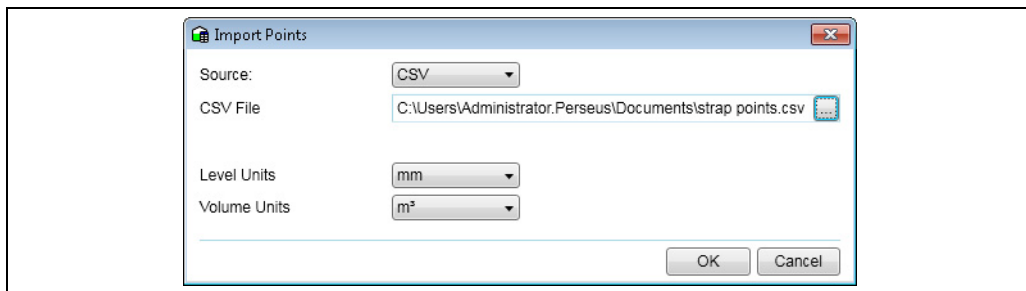 Import Points
Source: CSV
CSV File C:\Users\Administrator.Perseus\Documents\strap points.csv ...
Level Units mm
Volume Units m³
OK Cancel